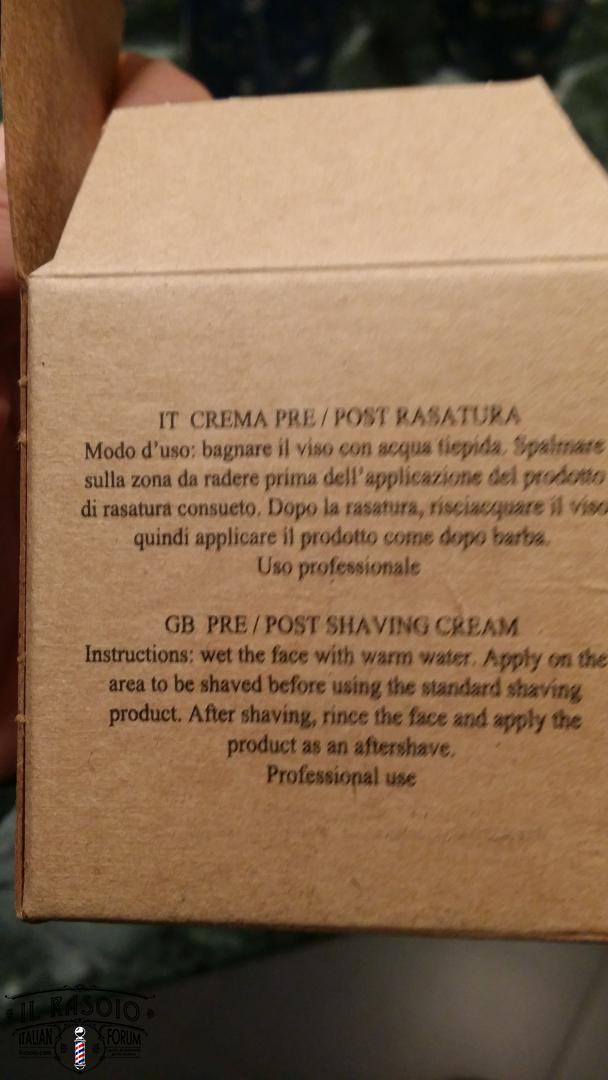 IT CREMA PRE / POST RASATURA
Modo d'uso: bagnare il viso con acqua tiepida. Spalmare
sulla zona da radere prima dell'applicazione del prodotto
di rasatura consueto. Dopo la rasatura, risciacquare il viso
quindi applicare il prodotto come dopo barba.
Uso professionale
GB PRE / POST SHAVING CREAM
Instructions: wet the face with warm water. Apply on the
area to be shaved before using the standard shaving
product. After shaving, rince the face and apply the
product as an aftershave.
Professional use
IL RASOIO
ITALIAN FORUM